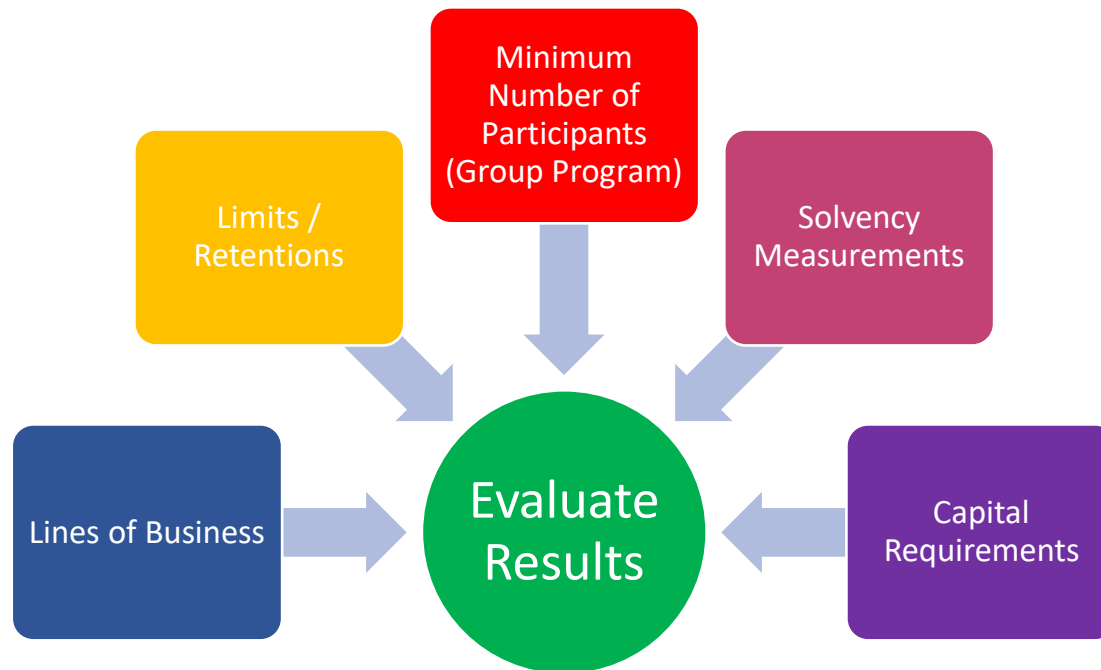 Minimum
Number of
Participants
(Group Program)
Limits /
Retentions
Solvency
Measurements
Lines of Business
Evaluate
Results
Capital
Requirements